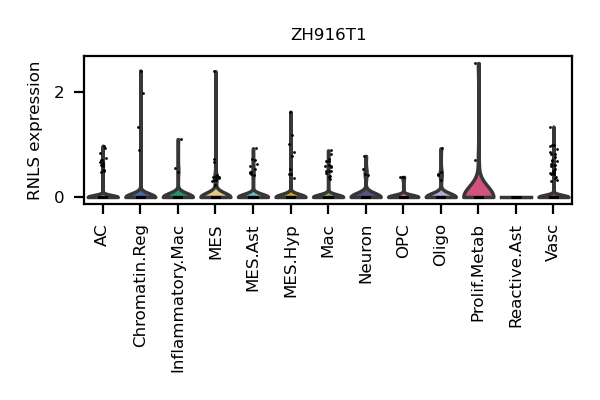 ZH916T1
RNLS expression
2
0
AC
Chromatin.Reg
Inflammatory.Mac
MES
MES.Ast
MES.Hyp
Mac
Neuron
OPC
Oligo
Prolif.Metab
Reactive.Ast
Vasc